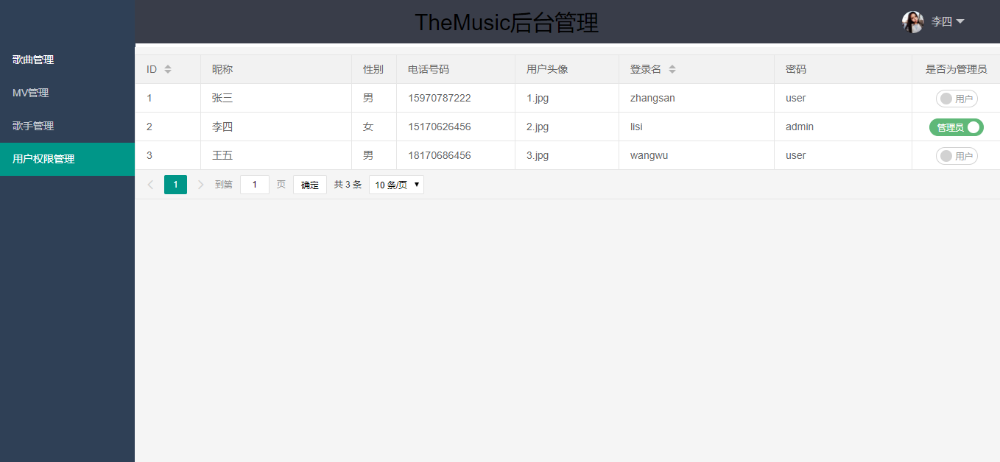 TheMusic后台管理
李四
歌曲管理
MV管理
歌手管理
用户权限管理
ID 昵称 性别 电话号码 用户头像 登录名 密码 是否为管理员
1 张三 男 15970787222 1.jpg zhangsan user 用户
2 李四 女 15170626456 2.jpg lisi admin 管理员
3 王五 男 18170686456 3.jpg wangwu user 用户
1 到第 1 页 确定 共 3 条 10 条/页